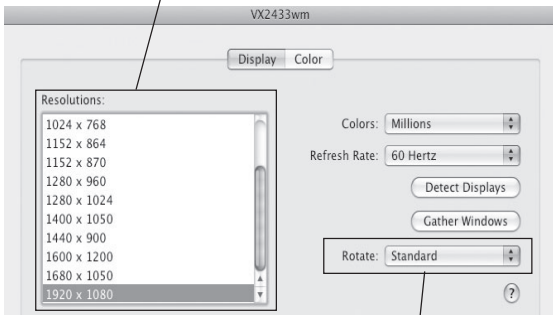 VX2433wm
Display Color
Resolutions:
1024 x 768
1152 x 864
1152 x 870
1280 x 960
1280 x 1024
1400 x 1050
1440 x 900
1600 x 1200
1680 x 1050
1920 x 1080
Colors: Millions
Refresh Rate: 60 Hertz
Detect Displays
Gather Windows
Rotate: Standard
?